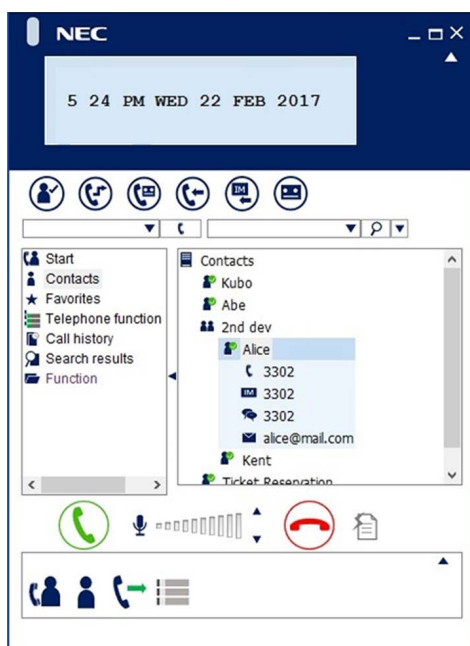 NEC
5 24 PM WED 22 FEB 2017
IM
Start
Contacts
Favorites
Telephone function
Call history
Search results
Function
Contacts
Kubo
Abe
2nd dev
Alice
3302
IM 3302
3302
alice@mail.com
Kent
Ticket Reservation